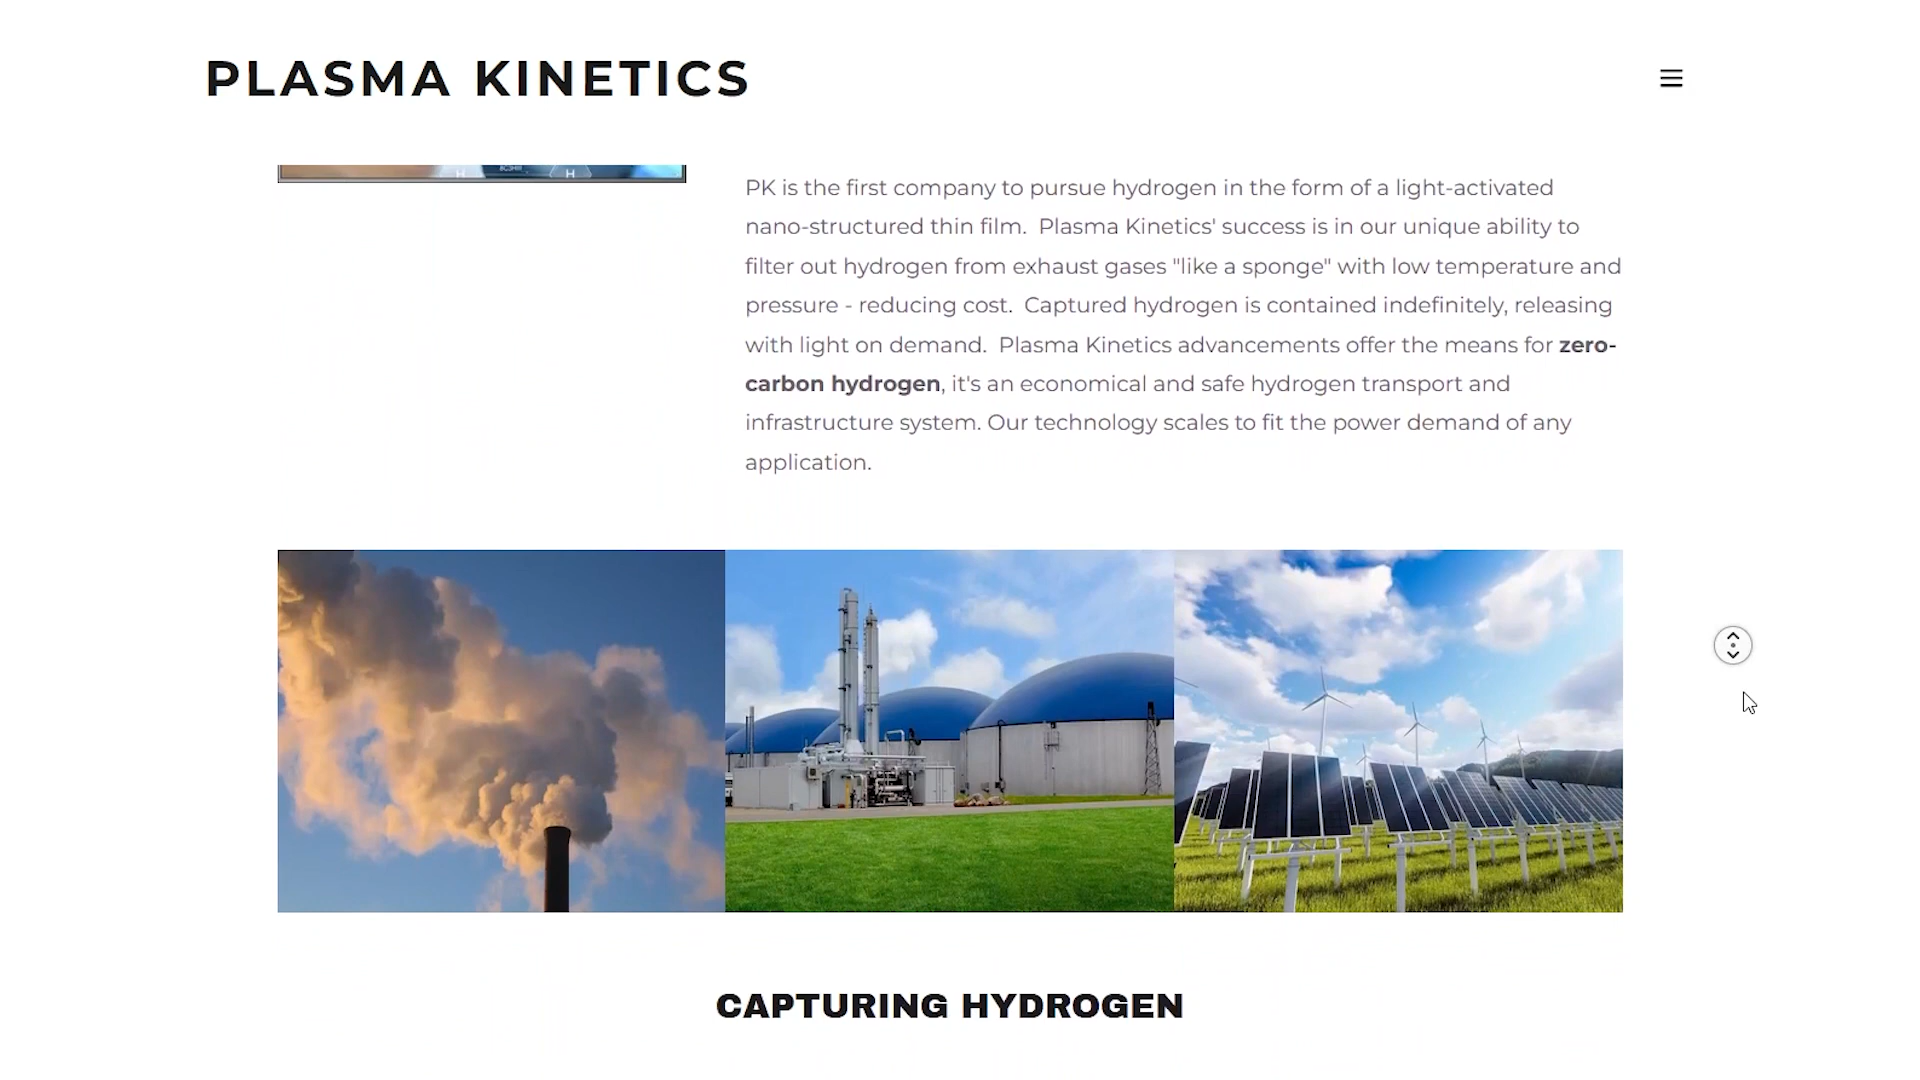 PLASMA KINETICS
H
H
PK is the first company to pursue hydrogen in the form of a light-activated
nano-structured thin film.  Plasma Kinetics' success is in our unique ability to
filter out hydrogen from exhaust gases "like a sponge" with low temperature and
pressure - reducing cost.  Captured hydrogen is contained indefinitely, releasing
with light on demand.  Plasma Kinetics advancements offer the means for zero-
carbon hydrogen, it's an economical and safe hydrogen transport and
infrastructure system. Our technology scales to fit the power demand of any
application.
CAPTURING HYDROGEN